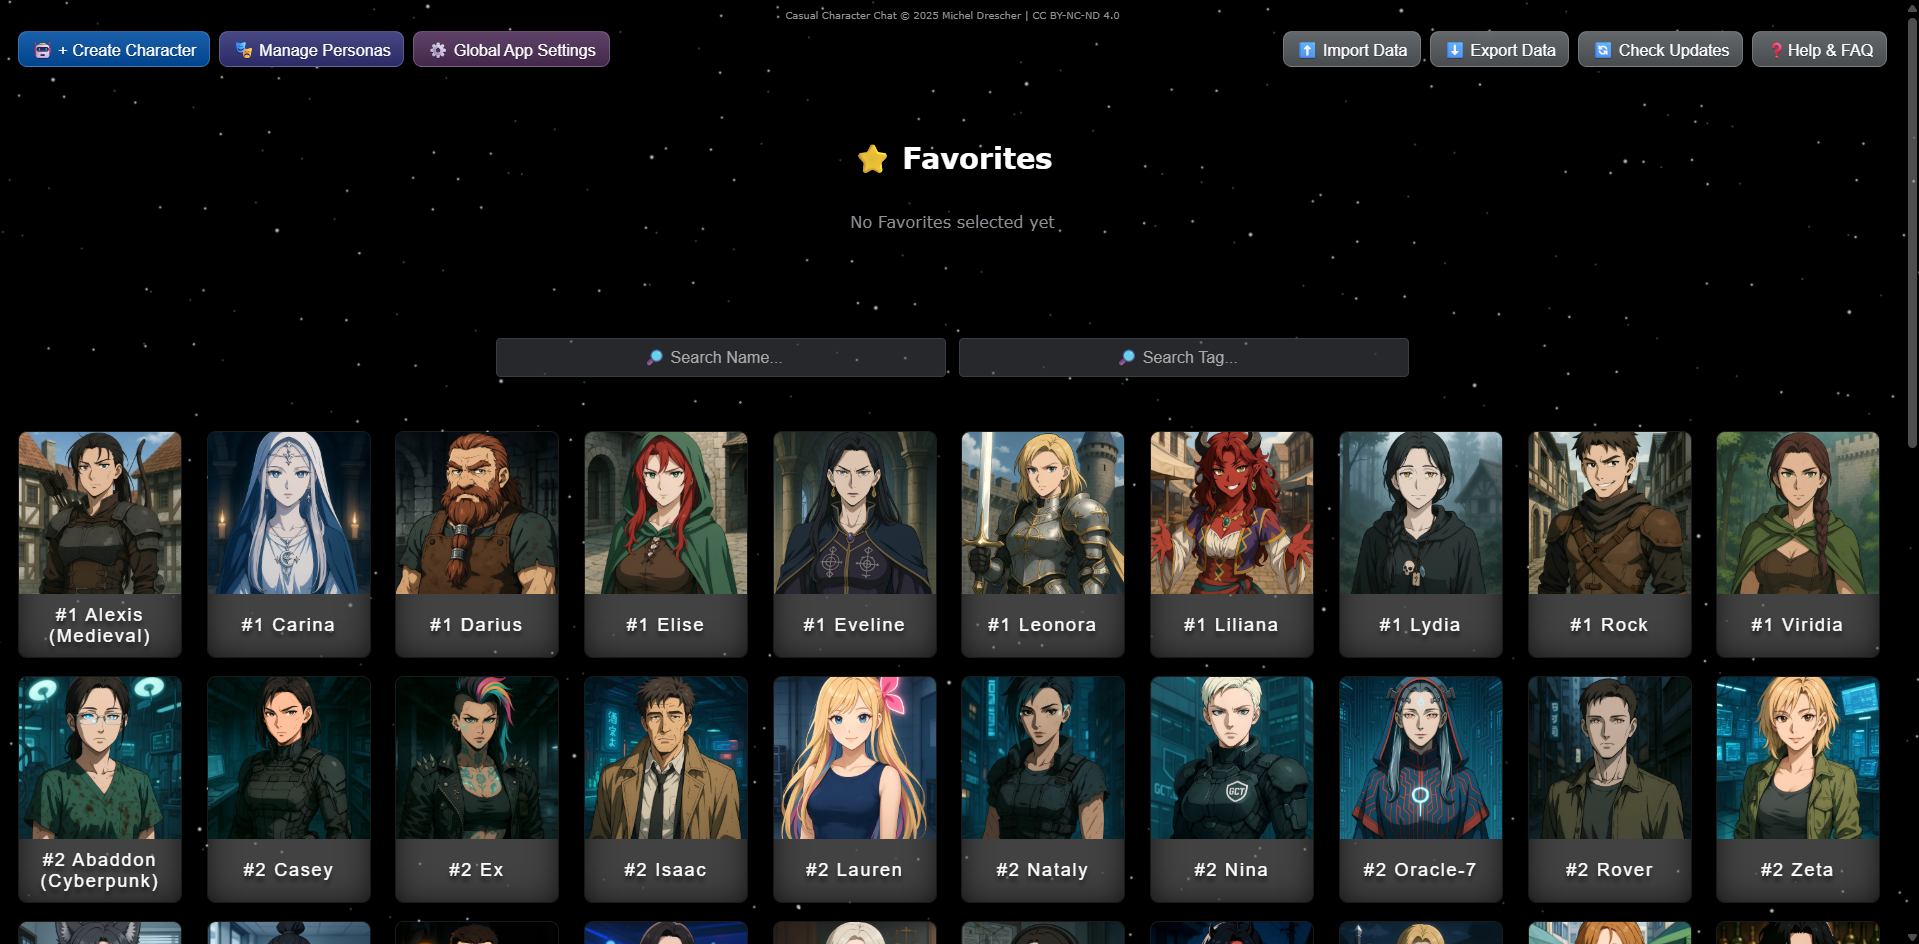 Casual Character Chat © 2025 Michel Drescher | CC BY-NC-ND 4.0
+ Create Character
Manage Personas
Global App Settings
Import Data
Export Data
Check Updates
Help & FAQ
Favorites
No Favorites selected yet
Search Name...
Search Tag...
#1 Alexis
(Medieval)
#1 Carina
#1 Darius
#1 Elise
#1 Eveline
#1 Leonora
#1 Liliana
#1 Lydia
#1 Rock
#1 Viridia
GCT
GCT
#2 Abaddon
(Cyberpunk)
#2 Casey
#2 Ex
#2 Isaac
#2 Lauren
#2 Nataly
#2 Nina
#2 Oracle-7
#2 Rover
#2 Zeta